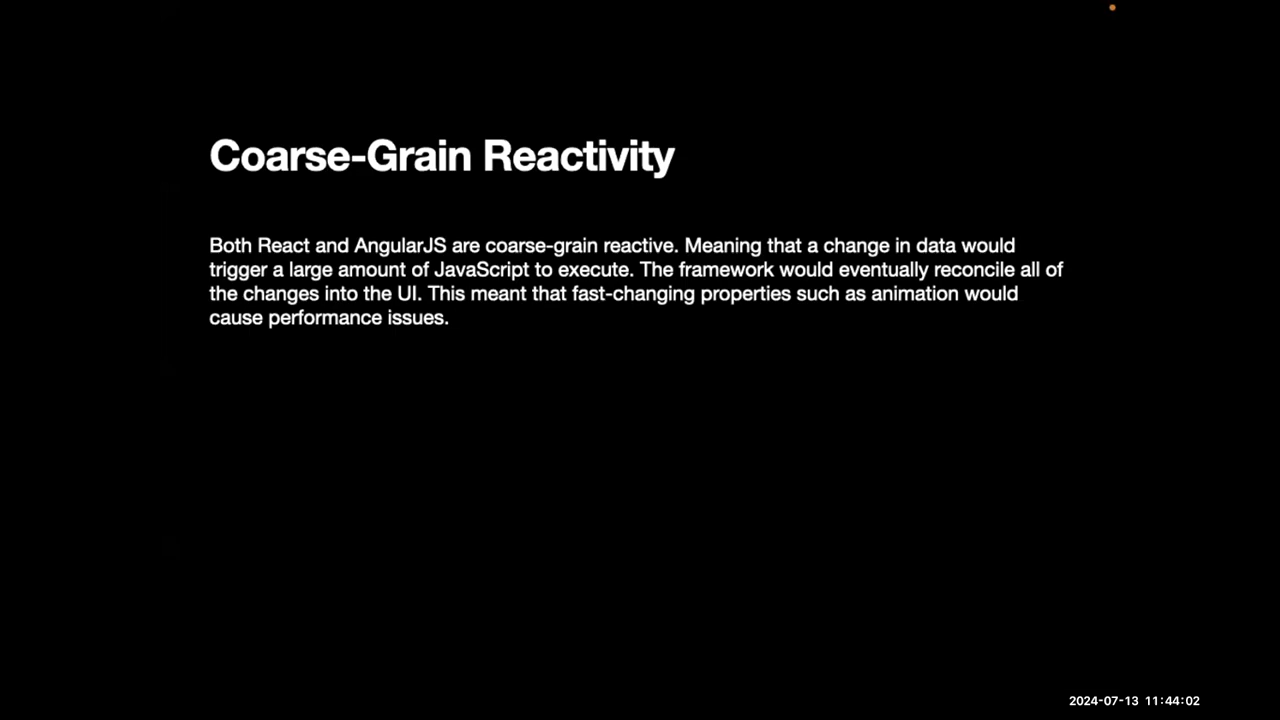 Coarse-Grain Reactivity
Both React and AngularJS are coarse-grain reactive. Meaning that a change in data would
trigger a large amount of JavaScript to execute. The framework would eventually reconcile all of
the changes into the UI. This meant that fast-changing properties such as animation would
cause performance issues.
2024-07-13 11:44:02